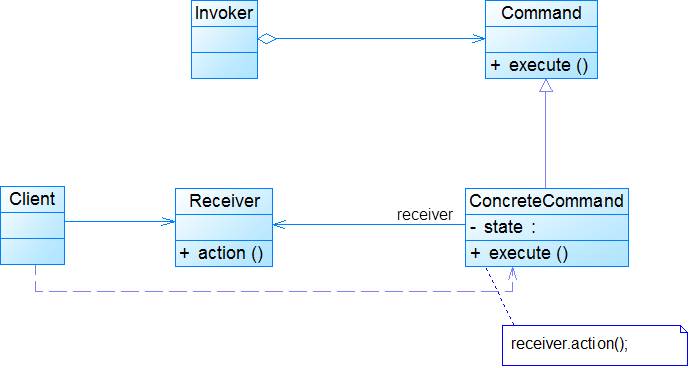 Invoker
Command
+ execute ()
Client
Receiver
+ action ()
receiver
ConcreteCommand
- state :
+ execute ()
receiver.action();